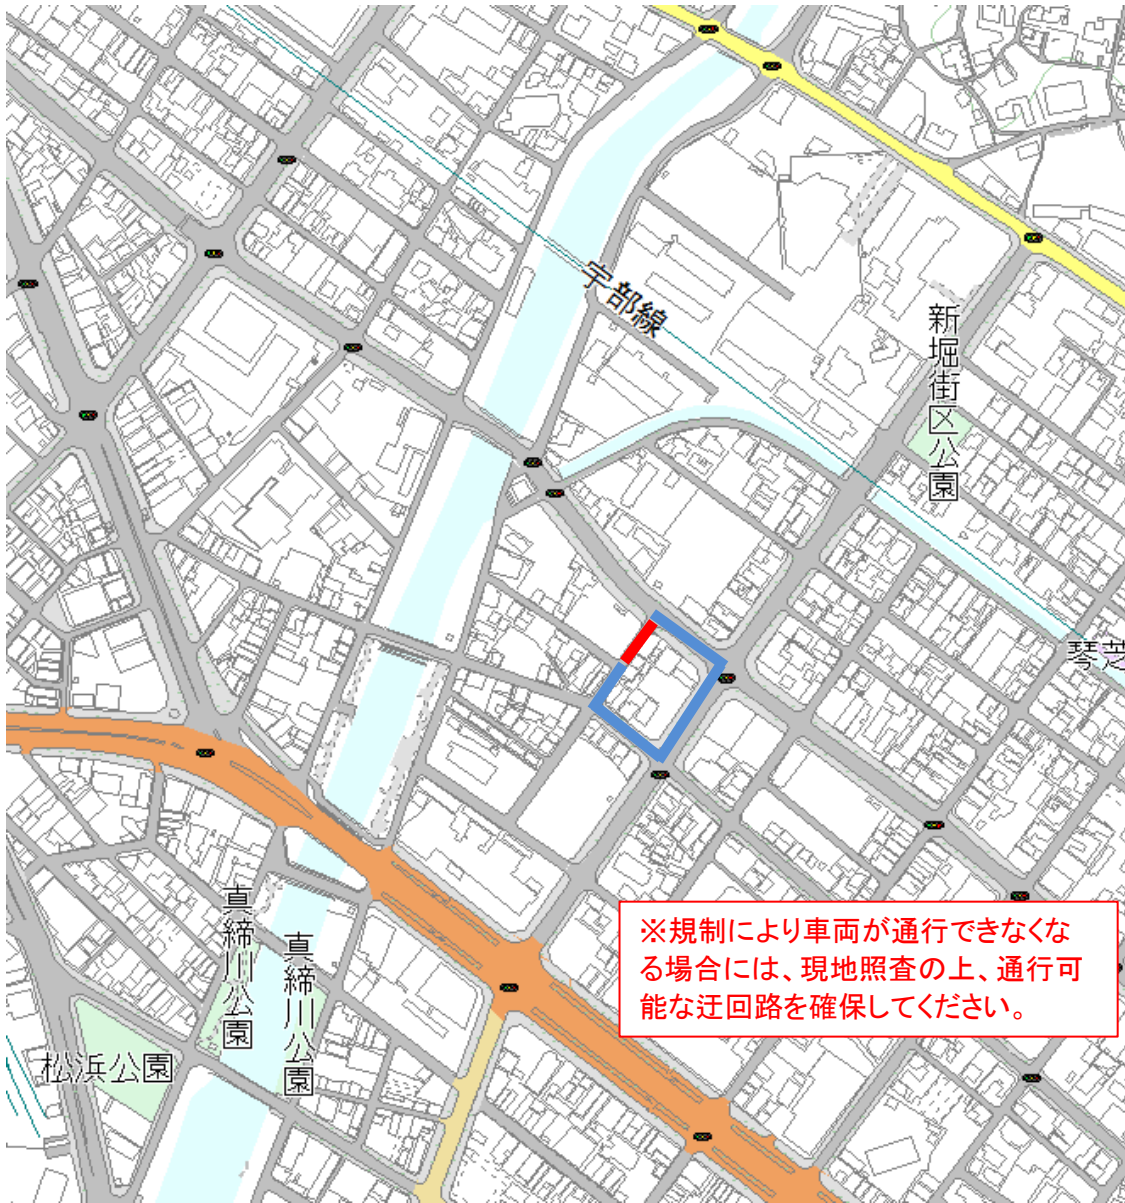 宇部線
新堀街区公園
琴芝
※規制により車両が通行できなくな
る場合には、現地照査の上、通行可
能な迂回路を確保してください。
真締川公園
真締川公園
松浜公園